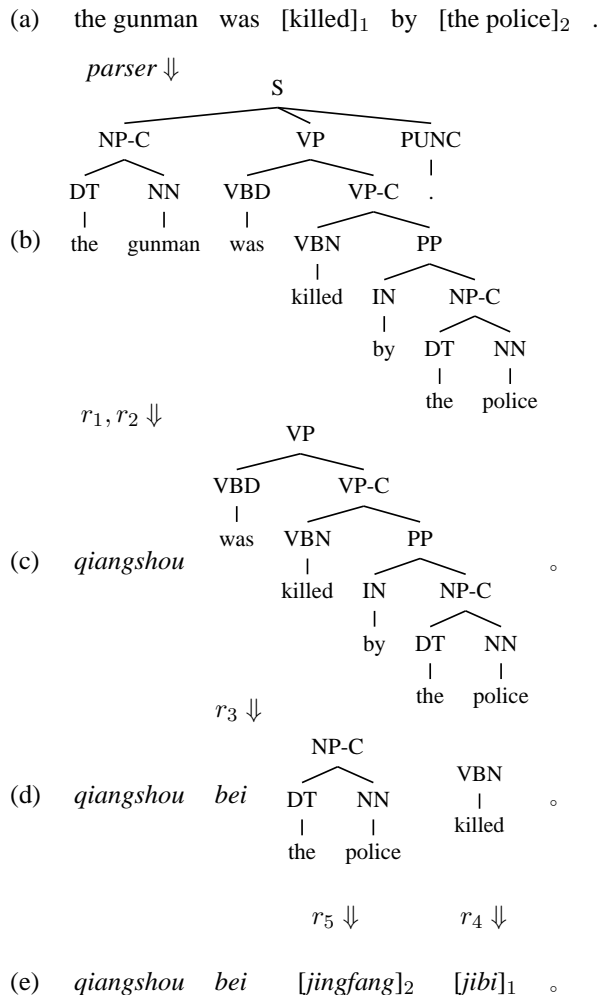 (a) the gunman was [killed]₁ by [the police]₂ .
parser ⇓
S
NP-C VP PUNC
DT NN VBD VP-C .
(b) the gunman was VBN PP
killed IN NP-C
by DT NN
the police
r₁, r₂ ⇓
VP
VBD VP-C
was VBN PP
(c) qiangshou killed IN NP-C 。
by DT NN
the police
r₃ ⇓
NP-C VBN
(d) qiangshou bei DT NN killed 。
the police
r₅ ⇓ r₄ ⇓
(e) qiangshou bei [jingfang]₂ [jibi]₁ 。